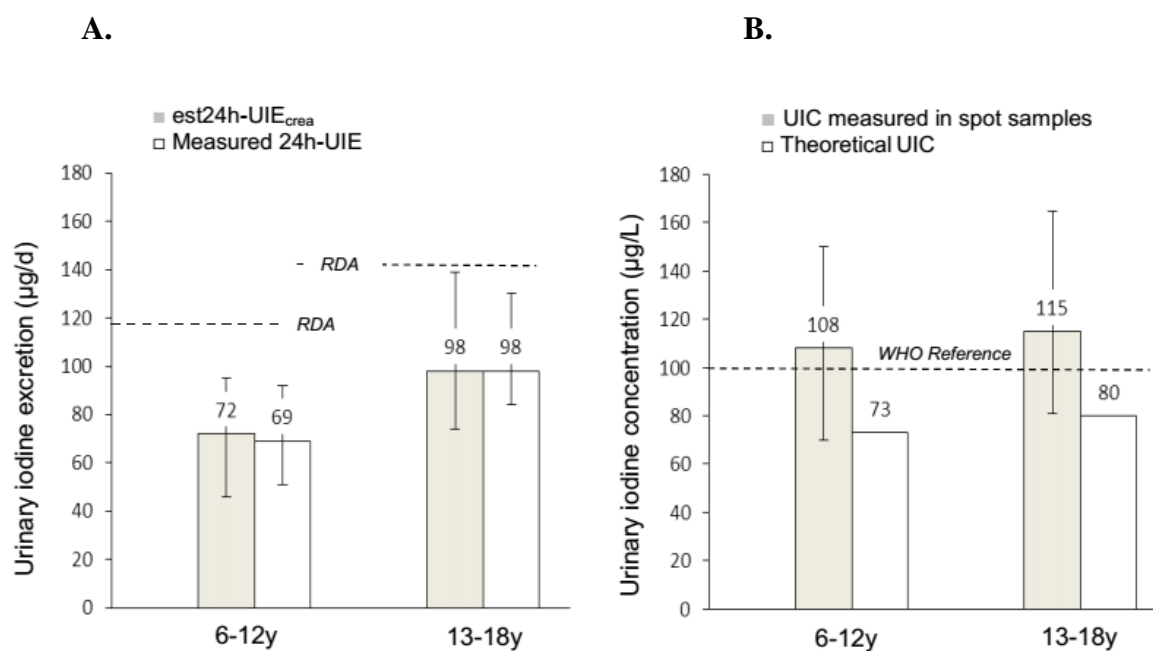 A.
est24h-UIEcrea
Measured 24h-UIE
Urinary iodine excretion (µg/d)
180
160
140
120
100
80
60
40
20
0
RDA
RDA
72
69
98
98
6-12y
13-18y
B.
UIC measured in spot samples
Theoretical UIC
Urinary iodine concentration (µg/L)
180
160
140
120
100
80
60
40
20
0
WHO Reference
108
73
115
80
6-12y
13-18y